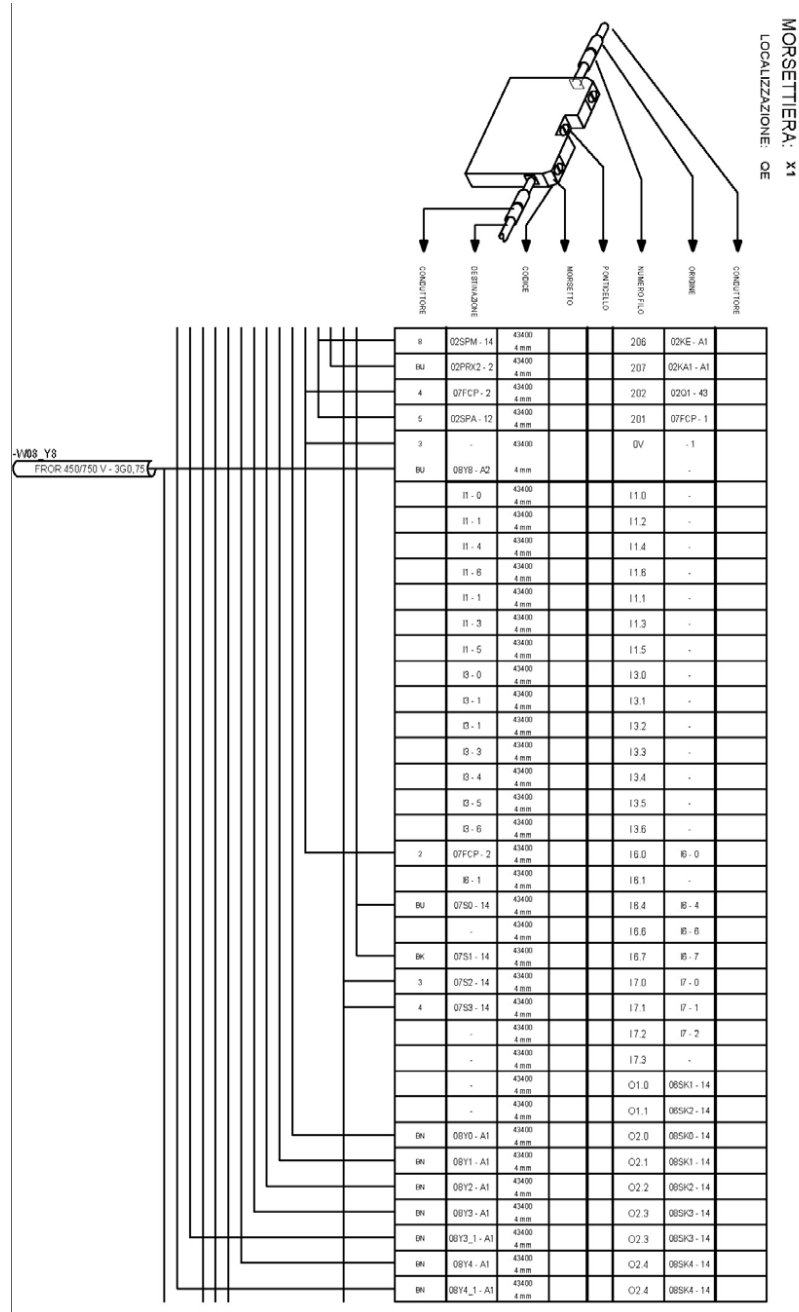 MORSETTIERA: X1
LOCALIZZAZIONE: QE
CONDUTTORE
DESTINAZIONE
CODICE
MORSETTO
PONTICELLO
NUMERO FILO
ORIGINE
CONDUTTORE
8 02SPM - 14 43400 4 mm 206 02KE - A1
BU 02PRX2 - 2 43400 4 mm 207 02KA1 - A1
4 07FCP - 2 43400 4 mm 202 02Q1 - 43
5 02SPA - 12 43400 4 mm 201 07FCP - 1
3 - 43400 0V - 1
-W08_Y8
FROR 450/750 V - 3G0,75
BU 08Y8 - A2 4 mm -
I1 - 0 43400 4 mm I1.0 -
I1 - 1 43400 4 mm I1.2 -
I1 - 4 43400 4 mm I1.4 -
I1 - 6 43400 4 mm I1.6 -
I1 - 1 43400 4 mm I1.1 -
I1 - 3 43400 4 mm I1.3 -
I1 - 5 43400 4 mm I1.5 -
I3 - 0 43400 4 mm I3.0 -
I3 - 1 43400 4 mm I3.1 -
I3 - 1 43400 4 mm I3.2 -
I3 - 3 43400 4 mm I3.3 -
I3 - 4 43400 4 mm I3.4 -
I3 - 5 43400 4 mm I3.5 -
I3 - 6 43400 4 mm I3.6 -
2 07FCP - 2 43400 4 mm I6.0 I6 - 0
I6 - 1 43400 4 mm I6.1 -
BU 07S0 - 14 43400 4 mm I6.4 I6 - 4
- 43400 4 mm I6.6 I6 - 6
BK 07S1 - 14 43400 4 mm I6.7 I6 - 7
3 07S2 - 14 43400 4 mm I7.0 I7 - 0
4 07S3 - 14 43400 4 mm I7.1 I7 - 1
- 43400 4 mm I7.2 I7 - 2
- 43400 4 mm I7.3 -
- 43400 4 mm O1.0 06SK1 - 14
- 43400 4 mm O1.1 06SK2 - 14
BN 08Y0 - A1 43400 4 mm O2.0 08SK0 - 14
BN 08Y1 - A1 43400 4 mm O2.1 08SK1 - 14
BN 08Y2 - A1 43400 4 mm O2.2 08SK2 - 14
BN 08Y3 - A1 43400 4 mm O2.3 08SK3 - 14
BN 08Y3_1 - A1 43400 4 mm O2.3 08SK3 - 14
BN 08Y4 - A1 43400 4 mm O2.4 08SK4 - 14
BN 08Y4_1 - A1 43400 4 mm O2.4 08SK4 - 14